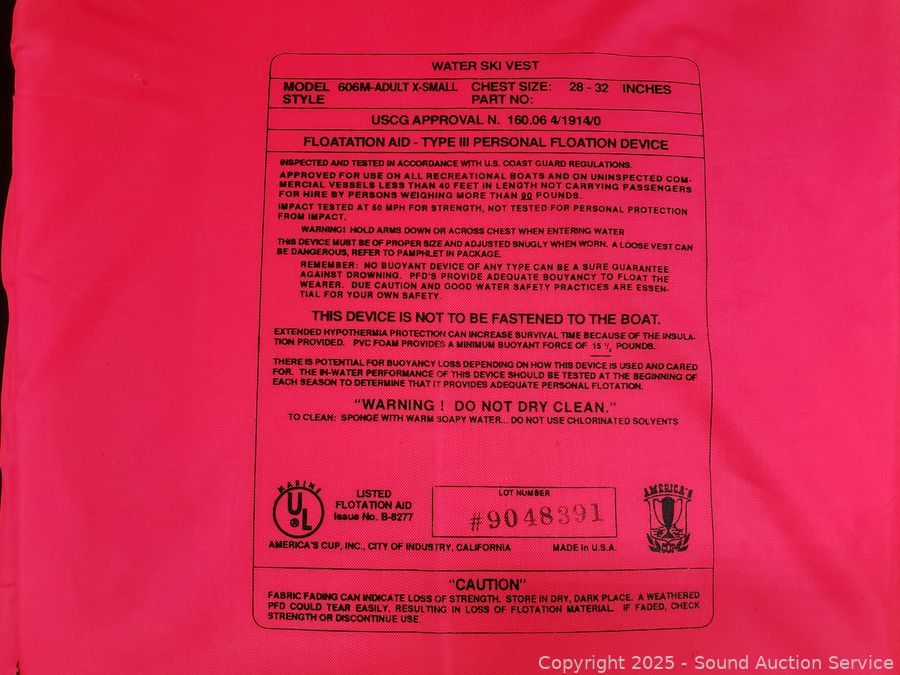 WATER SKI VEST
MODEL 606M-ADULT X-SMALL CHEST SIZE: 28 - 32 INCHES
STYLE PART NO:
USCG APPROVAL N. 160.06 4/1914/0
FLOATATION AID - TYPE III PERSONAL FLOATION DEVICE
INSPECTED AND TESTED IN ACCORDANCE WITH U.S. COAST GUARD REGULATIONS.
APPROVED FOR USE ON ALL RECREATIONAL BOATS AND ON UNINSPECTED COM-
MERCIAL VESSELS LESS THAN 40 FEET IN LENGTH NOT CARRYING PASSENGERS
FOR HIRE BY PERSONS WEIGHING MORE THAN 90 POUNDS.
IMPACT TESTED AT 50 MPH FOR STRENGTH, NOT TESTED FOR PERSONAL PROTECTION
FROM IMPACT.
WARNING! HOLD ARMS DOWN OR ACROSS CHEST WHEN ENTERING WATER
THIS DEVICE MUST BE OF PROPER SIZE AND ADJUSTED SNUGLY WHEN WORN. A LOOSE VEST CAN
BE DANGEROUS, REFER TO PAMPHLET IN PACKAGE.
REMEMBER: NO BUOYANT DEVICE OF ANY TYPE CAN BE A SURE GUARANTEE
AGAINST DROWNING. PFD'S PROVIDE ADEQUATE BOUYANCY TO FLOAT THE
WEARER. DUE CAUTION AND GOOD WATER SAFETY PRACTICES ARE ESSEN-
TIAL FOR YOUR OWN SAFETY.
THIS DEVICE IS NOT TO BE FASTENED TO THE BOAT.
EXTENDED HYPOTHERMIA PROTECTION CAN INCREASE SURVIVAL TIME BECAUSE OF THE INSULA-
TION PROVIDED. PVC FOAM PROVIDES A MINIMUM BUOYANT FORCE OF 15 ½ POUNDS.
THERE IS POTENTIAL FOR BUOYANCY LOSS DEPENDING ON HOW THIS DEVICE IS USED AND CARED
FOR. THE IN-WATER PERFORMANCE OF THIS DEVICE SHOULD BE TESTED AT THE BEGINNING OF
EACH SEASON TO DETERMINE THAT IT PROVIDES ADEQUATE PERSONAL FLOTATION.
"WARNING ! DO NOT DRY CLEAN."
TO CLEAN: SPONGE WITH WARM SOAPY WATER... DO NOT USE CHLORINATED SOLVENTS
MARINE
UL
®
LISTED
FLOTATION AID
Issue No. B-8277
LOT NUMBER
#9048391
AMERICA'S
CUP
AMERICA'S CUP, INC., CITY OF INDUSTRY, CALIFORNIA MADE in U.S.A.
"CAUTION"
FABRIC FADING CAN INDICATE LOSS OF STRENGTH. STORE IN DRY, DARK PLACE. A WEATHERED
PFD COULD TEAR EASILY, RESULTING IN LOSS OF FLOTATION MATERIAL. IF FADED, CHECK
STRENGTH OR DISCONTINUE USE.
Copyright 2025 - Sound Auction Service